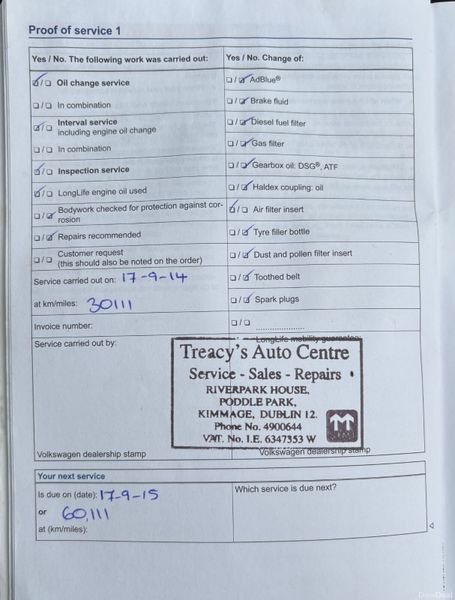 Proof of service 1
Yes / No. The following work was carried out:
☑/☐ Oil change service
☐/☐ In combination
☑/☐ Interval service
including engine oil change
☐/☐ In combination
☑/☐ Inspection service
☑/☐ LongLife engine oil used
☐/☑ Bodywork checked for protection against cor-
rosion
☐/☑ Repairs recommended
☐/☐ Customer request
(this should also be noted on the order)
Service carried out on: 17-9-14
at km/miles: 30111
Invoice number:
Yes / No. Change of:
☐/☑ AdBlue®
☐/☑ Brake fluid
☐/☑ Diesel fuel filter
☐/☑ Gas filter
☐/☑ Gearbox oil: DSG®, ATF
☐/☑ Haldex coupling: oil
☑/☐ Air filter insert
☐/☑ Tyre filler bottle
☐/☑ Dust and pollen filter insert
☐/☑ Toothed belt
☐/☑ Spark plugs
☐/☐ ....................
Service carried out by:
LongLife mobility guarantee
Treacy's Auto Centre
Service - Sales - Repairs
RIVERPARK HOUSE,
PODDLE PARK,
KIMMAGE, DUBLIN 12.
Phone No. 4900644
VAT. No. I.E. 6347353 W
Volkswagen dealership stamp
Volkswagen dealership stamp
Your next service
Is due on (date): 17-9-15
or 60,111
at (km/miles):
Which service is due next?